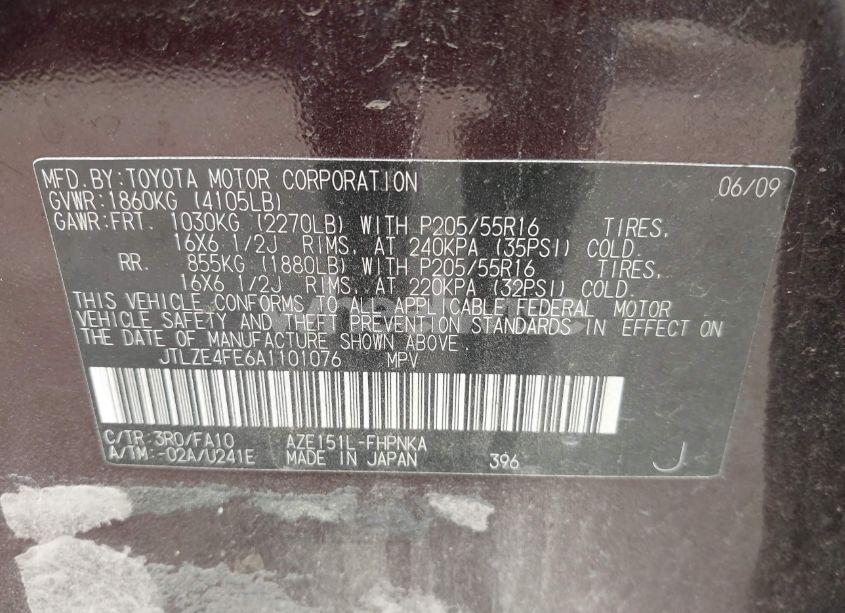 MFD.BY:TOYOTA MOTOR CORPORATION 06/09
GVWR:1860KG (4105LB)
GAWR:FRT. 1030KG (2270LB) WITH P205/55R16 TIRES,
16X6 1/2J RIMS, AT 240KPA (35PSI) COLD.
RR. 855KG (1880LB) WITH P205/55R16 TIRES,
16X6 1/2J RIMS, AT 220KPA (32PSI) COLD.
THIS VEHICLE CONFORMS TO ALL APPLICABLE FEDERAL MOTOR
VEHICLE SAFETY AND THEFT PREVENTION STANDARDS IN EFFECT ON
THE DATE OF MANUFACTURE SHOWN ABOVE.
JTLZE4FE6A1101076 MPV
C/TR:3R0/FA10 AZE151L-FHPNKA
A/TM:-02A/U241E MADE IN JAPAN 396 J